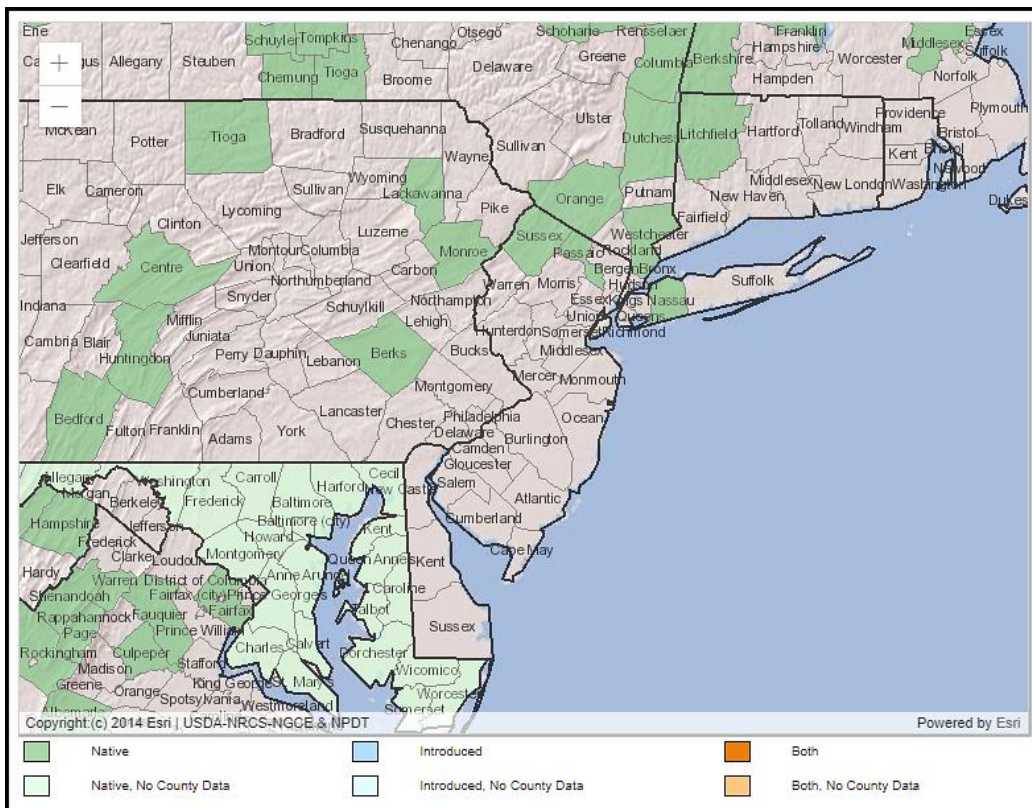 Erie
Allegany
Steuben
Schuyler Tompkins
Chemung Tioga
Broome
Chenango
Otsego
Delaware
Schoharie
Greene
Rensselaer
Columbia
Berkshire
Franklin
Hampshire
Hampden
Worcester
Middlesex
Essex
Suffolk
Norfolk
Plymouth
+
−
McKean
Potter
Tioga
Bradford
Susquehanna
Wayne
Sullivan
Ulster
Dutchess
Litchfield
Hartford
Tolland
Windham
Providence
Kent
Bristol
Bristol
Newport
Washington
Dukes
Elk
Cameron
Clinton
Lycoming
Sullivan
Wyoming
Lackawanna
Pike
Orange
Putnam
Fairfield
New Haven
Middlesex
New London
Jefferson
Clearfield
Centre
Union
Montour
Columbia
Luzerne
Monroe
Carbon
Sussex
Passaic
Westchester
Rockland
Bergen
Bronx
Hudson
Suffolk
Indiana
Snyder
Northumberland
Schuylkill
Northampton
Lehigh
Warren
Morris
Essex
Kings
Nassau
Queens
Union
Richmond
Cambria
Blair
Mifflin
Juniata
Huntingdon
Perry
Dauphin
Lebanon
Berks
Bucks
Hunterdon
Somerset
Middlesex
Mercer
Monmouth
Bedford
Fulton
Franklin
Cumberland
Adams
York
Lancaster
Chester
Montgomery
Philadelphia
Delaware
Camden
Gloucester
Burlington
Ocean
Salem
Atlantic
Cumberland
Cape May
Allegany
Morgan
Washington
Frederick
Carroll
Baltimore
Harford
Cecil
New Castle
Hampshire
Berkeley
Jefferson
Frederick
Clarke
Loudoun
Baltimore (city)
Howard
Montgomery
Kent
Queen Annes
Kent
Hardy
Shenandoah
Warren
District of Columbia
Fairfax (city)
Prince Georges
Anne Arundel
Caroline
Talbot
Rappahannock
Fauquier
Fairfax
Page
Prince William
Rockingham
Culpeper
Madison
Stafford
Charles
Calvert
Dorchester
Sussex
Greene
Orange
King George
St Marys
Wicomico
Worcester
Somerset
Spotsylvania
Westmoreland
Albemarle
Copyright:(c) 2014 Esri | USDA-NRCS-NGCE & NPDT
Powered by Esri
Native
Introduced
Both
Native, No County Data
Introduced, No County Data
Both, No County Data